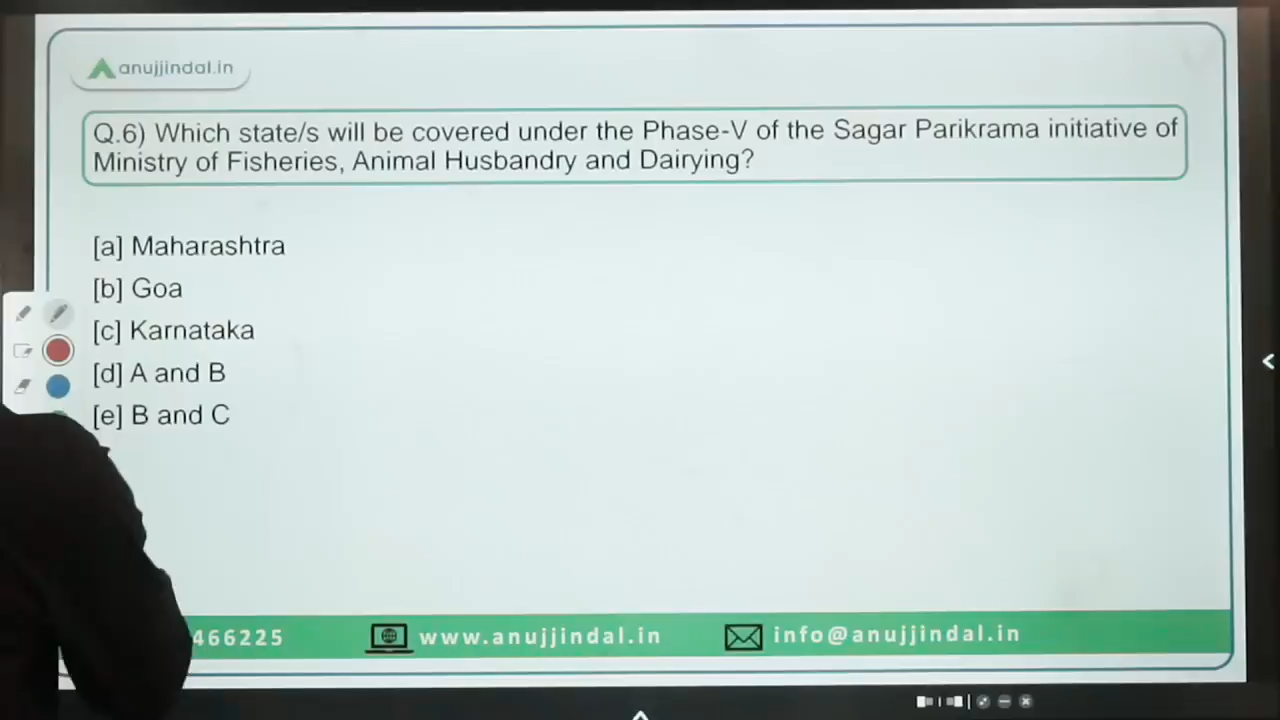 anujjindal.in
Q.6) Which state/s will be covered under the Phase-V of the Sagar Parikrama initiative of
Ministry of Fisheries, Animal Husbandry and Dairying?
[a] Maharashtra
[b] Goa
[c] Karnataka
[d] A and B
[e] B and C
466225
www.anujjindal.in
info@anujjindal.in